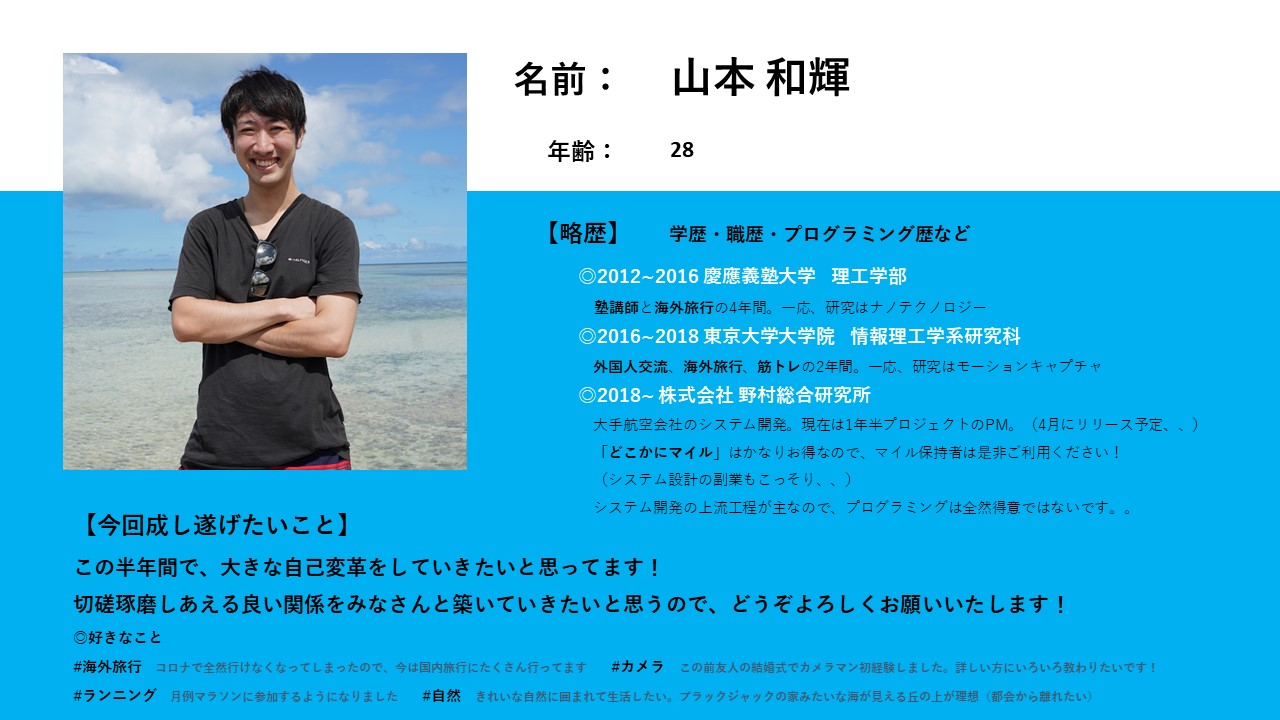 名前： 山本 和輝
年齢： 28
【略歴】 学歴・職歴・プログラミング歴など
◎2012~2016 慶應義塾大学 理工学部
塾講師と海外旅行の4年間。一応、研究はナノテクノロジー
◎2016~2018 東京大学大学院 情報理工学系研究科
外国人交流、海外旅行、筋トレの2年間。一応、研究はモーションキャプチャ
◎2018~ 株式会社 野村総合研究所
大手航空会社のシステム開発。現在は1年半プロジェクトのPM。（4月にリリース予定、、）
「どこかにマイル」はかなりお得なので、マイル保持者は是非ご利用ください！
（システム設計の副業もこっそり、、）
システム開発の上流工程が主なので、プログラミングは全然得意ではないです。。
【今回成し遂げたいこと】
この半年間で、大きな自己変革をしていきたいと思ってます！
切磋琢磨しあえる良い関係をみなさんと築いていきたいと思うので、どうぞよろしくお願いいたします！
◎好きなこと
#海外旅行 コロナで全然行けなくなってしまったので、今は国内旅行にたくさん行ってます #カメラ この前友人の結婚式でカメラマン初経験しました。詳しい方にいろいろ教わりたいです！
#ランニング 月例マラソンに参加するようになりました #自然 きれいな自然に囲まれて生活したい。ブラックジャックの家みたいな海が見える丘の上が理想（都会から離れたい）